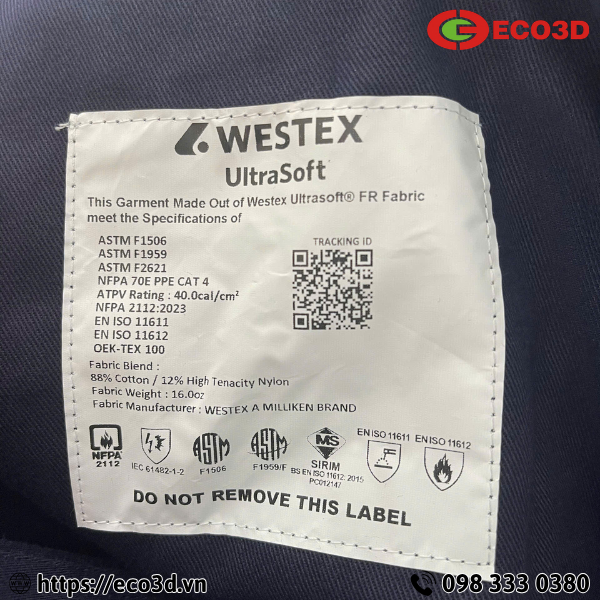 ECO3D
WESTEX
UltraSoft®
This Garment Made Out of Westex Ultrasoft® FR Fabric
meet the Specifications of
ASTM F1506
ASTM F1959
ASTM F2621
NFPA 70E PPE CAT 4
ATPV Rating : 40.0cal/cm²
NFPA 2112:2023
EN ISO 11611
EN ISO 11612
OEK-TEX 100
TRACKING ID
Fabric Blend :
88% Cotton / 12% High Tenacity Nylon
Fabric Weight : 16.0oz
Fabric Manufacturer : WESTEX A MILLIKEN BRAND
NFPA®
2112
IEC 61482-1-2
ASTM
F1506
ASTM
F1959/F
MS
SIRIM
BS EN ISO 11612: 2015
PC01214/
EN ISO 11611
EN ISO 11612
DO NOT REMOVE THIS LABEL
https://eco3d.vn
098 333 0380